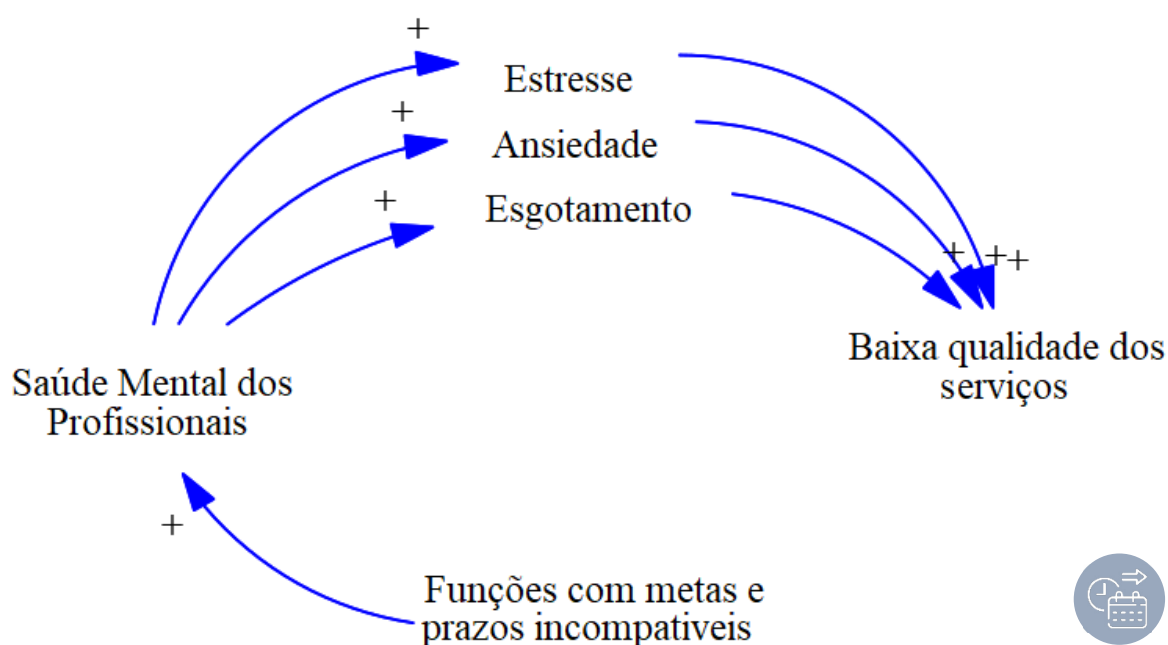 +
Estresse
+
Ansiedade
+
Esgotamento
+ ++
Baixa qualidade dos
serviços
Saúde Mental dos
Profissionais
+
Funções com metas e
prazos incompativeis